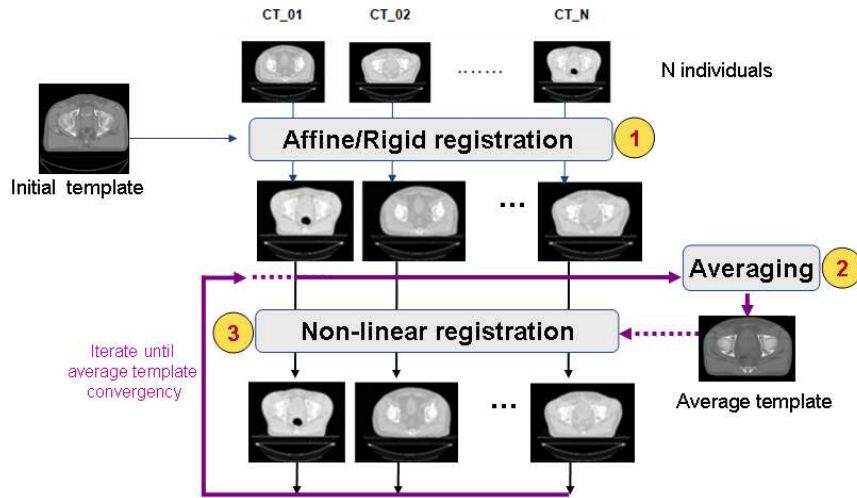 CT_01 CT_02 CT_N
........ N individuals
Affine/Rigid registration 1
Initial template
...
Averaging 2
Non-linear registration 3
Iterate until
average template
convergency
Average template
...